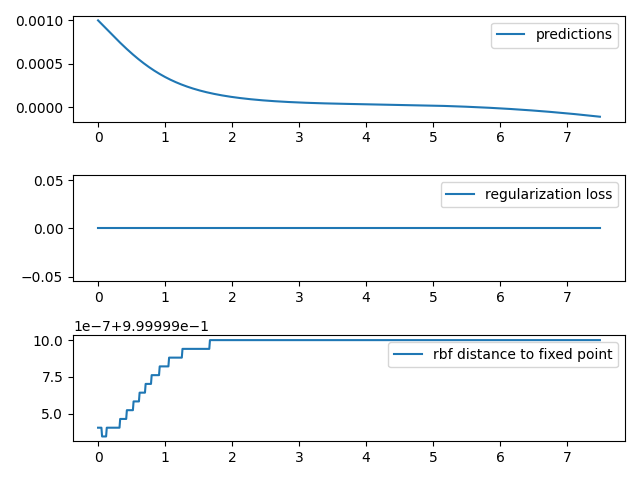 0.0010
0.0005
0.0000
predictions
0 1 2 3 4 5 6 7
0.05
0.00
−0.05
regularization loss
0 1 2 3 4 5 6 7
1e-7+9.99999e-1
10.0
7.5
5.0
rbf distance to fixed point
0 1 2 3 4 5 6 7